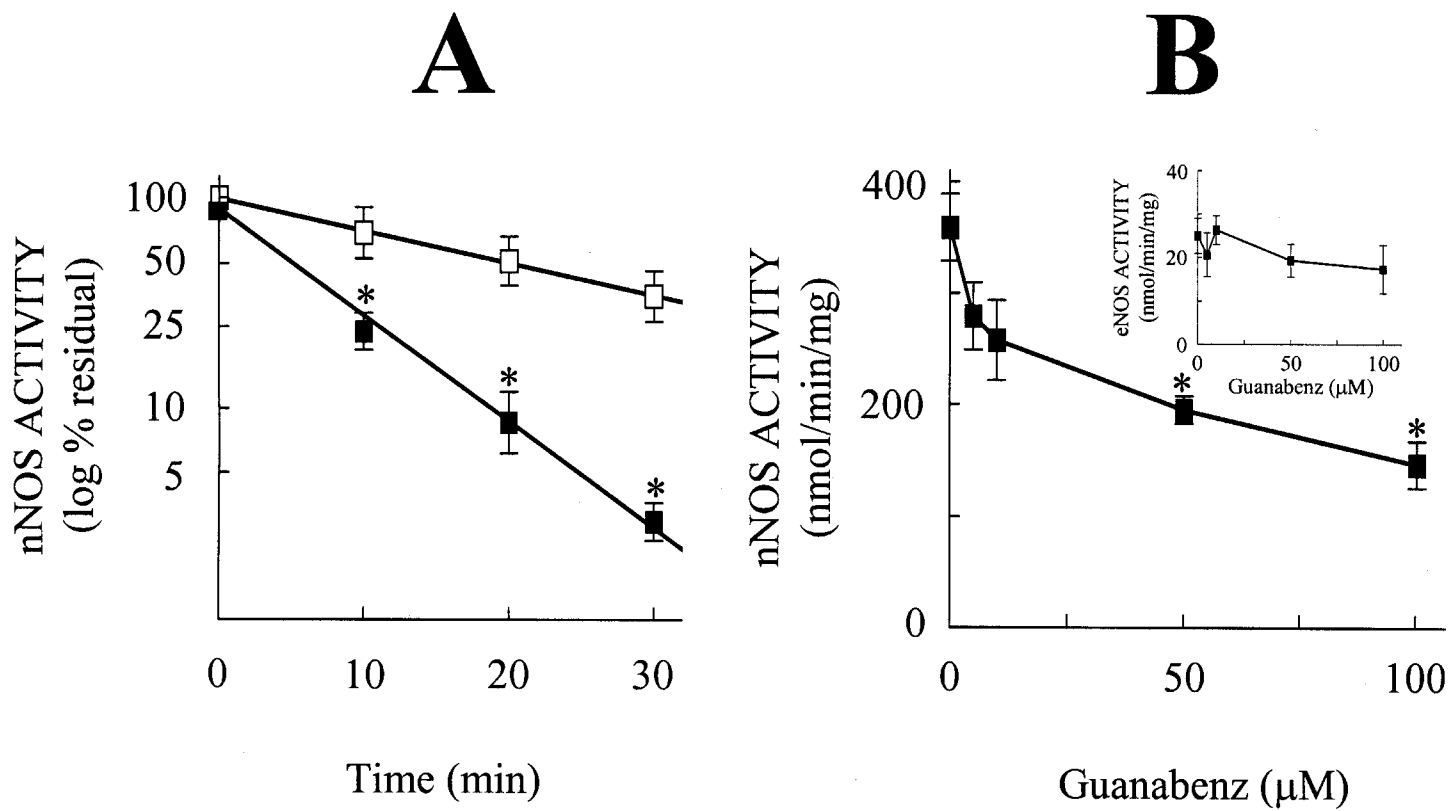 A
B
nNOS ACTIVITY
(log % residual)
100
50
25
10
5
*
*
*
0
10
20
30
Time (min)
nNOS ACTIVITY
(nmol/min/mg)
400
200
0
*
*
0
50
100
Guanabenz (μM)
eNOS ACTIVITY
(nmol/min/mg)
40
20
0
0
50
100
Guanabenz (μM)